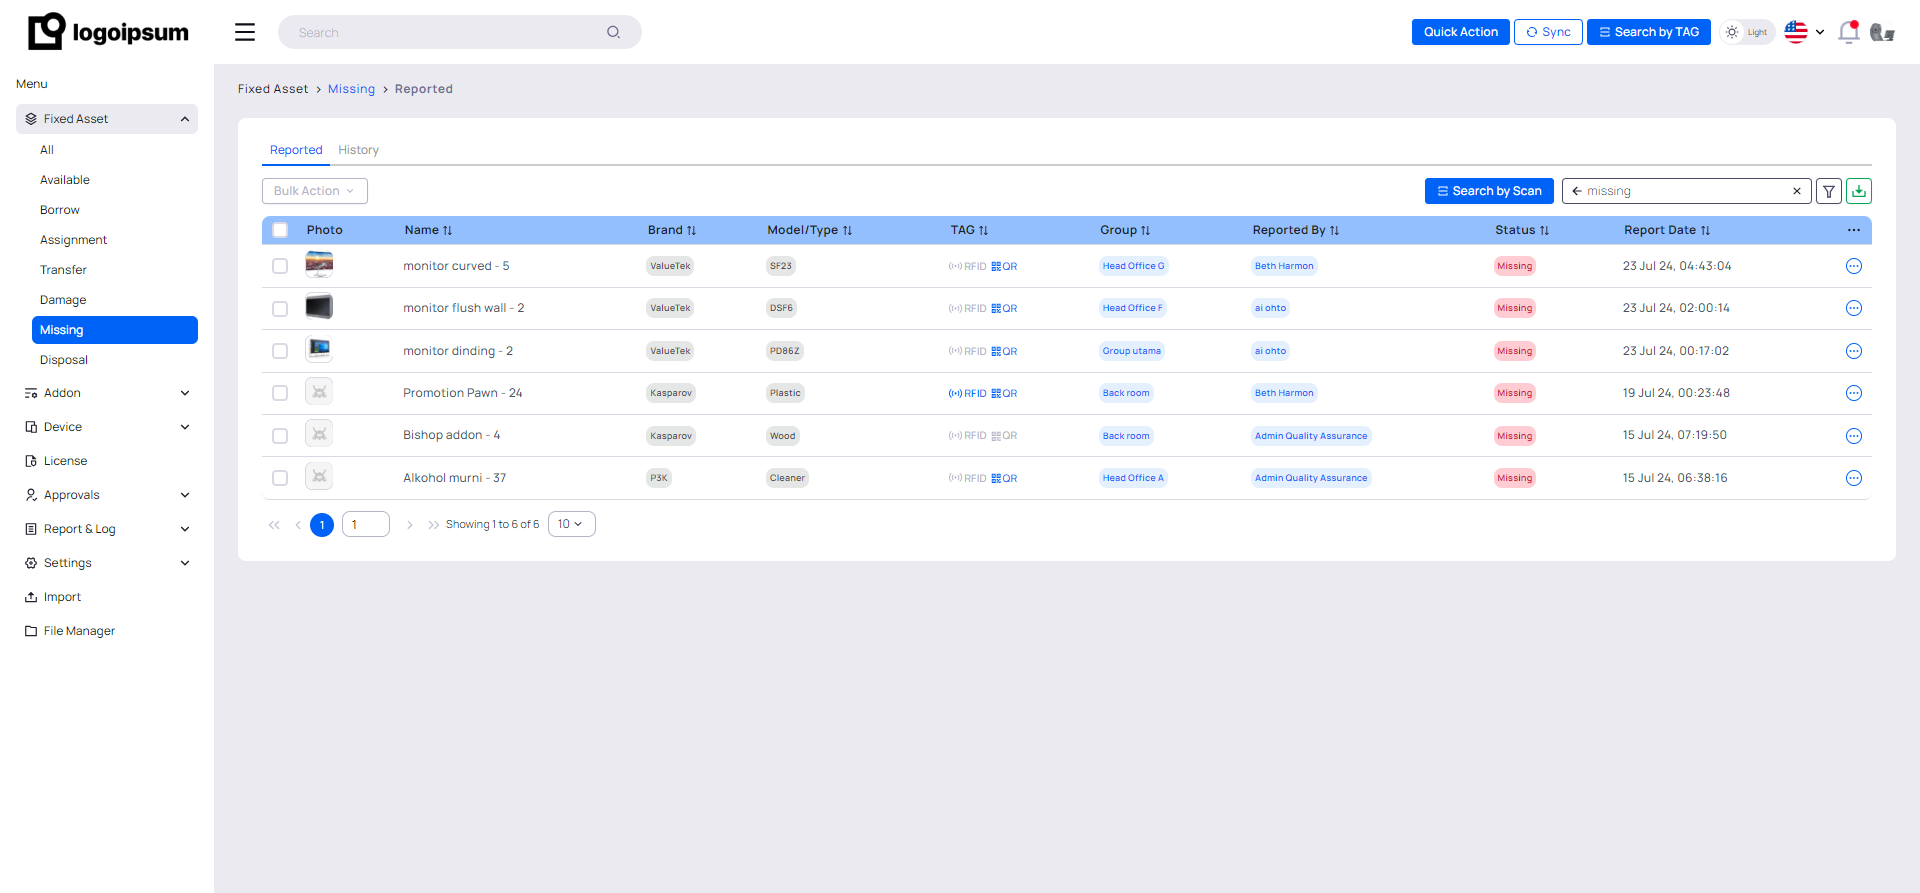 logoipsum
Search
Quick Action
Sync
Search by TAG
Light
Menu
Fixed Asset
All
Available
Borrow
Assignment
Transfer
Damage
Missing
Disposal
Addon
Device
License
Approvals
Report & Log
Settings
Import
File Manager
Fixed Asset > Missing > Reported
Reported History
Bulk Action
Search by Scan
missing
Photo Name Brand Model/Type TAG Group Reported By Status Report Date
monitor curved - 5 ValueTek SF23 RFID QR Head Office G Beth Harmon Missing 23 Jul 24, 04:43:04
monitor flush wall - 2 ValueTek DSF6 RFID QR Head Office F ai ohto Missing 23 Jul 24, 02:00:14
monitor dinding - 2 ValueTek PD86Z RFID QR Group utama ai ohto Missing 23 Jul 24, 00:17:02
Promotion Pawn - 24 Kasparov Plastic RFID QR Back room Beth Harmon Missing 19 Jul 24, 00:23:48
Bishop addon - 4 Kasparov Wood RFID QR Back room Admin Quality Assurance Missing 15 Jul 24, 07:19:50
Alkohol murni - 37 P3K Cleaner RFID QR Head Office A Admin Quality Assurance Missing 15 Jul 24, 06:38:16
1 1 Showing 1 to 6 of 6 10